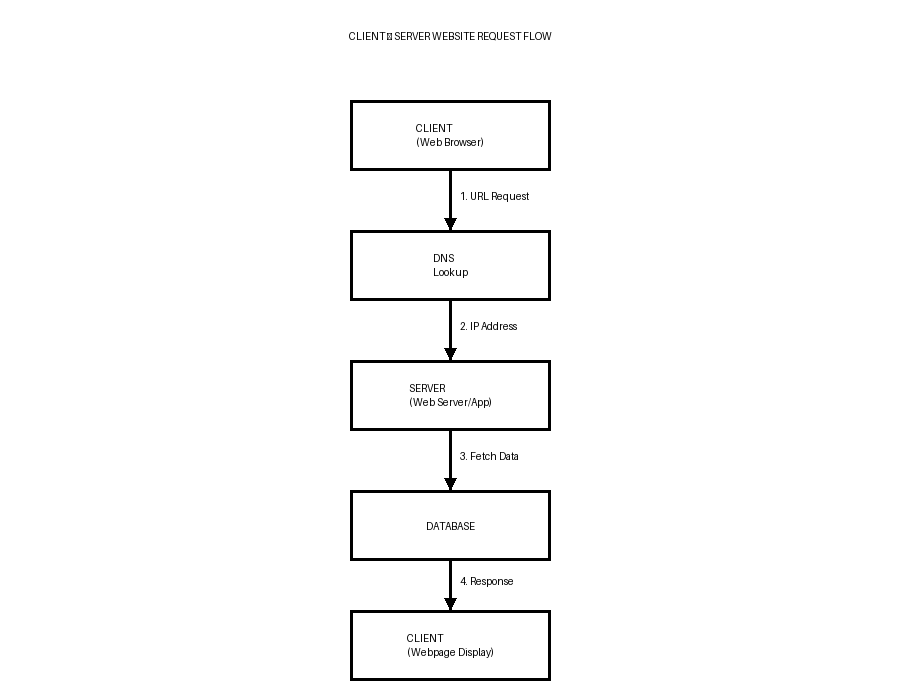 CLIENT ▯ SERVER WEBSITE REQUEST FLOW
CLIENT
(Web Browser)
1. URL Request
DNS
Lookup
2. IP Address
SERVER
(Web Server/App)
3. Fetch Data
DATABASE
4. Response
CLIENT
(Webpage Display)